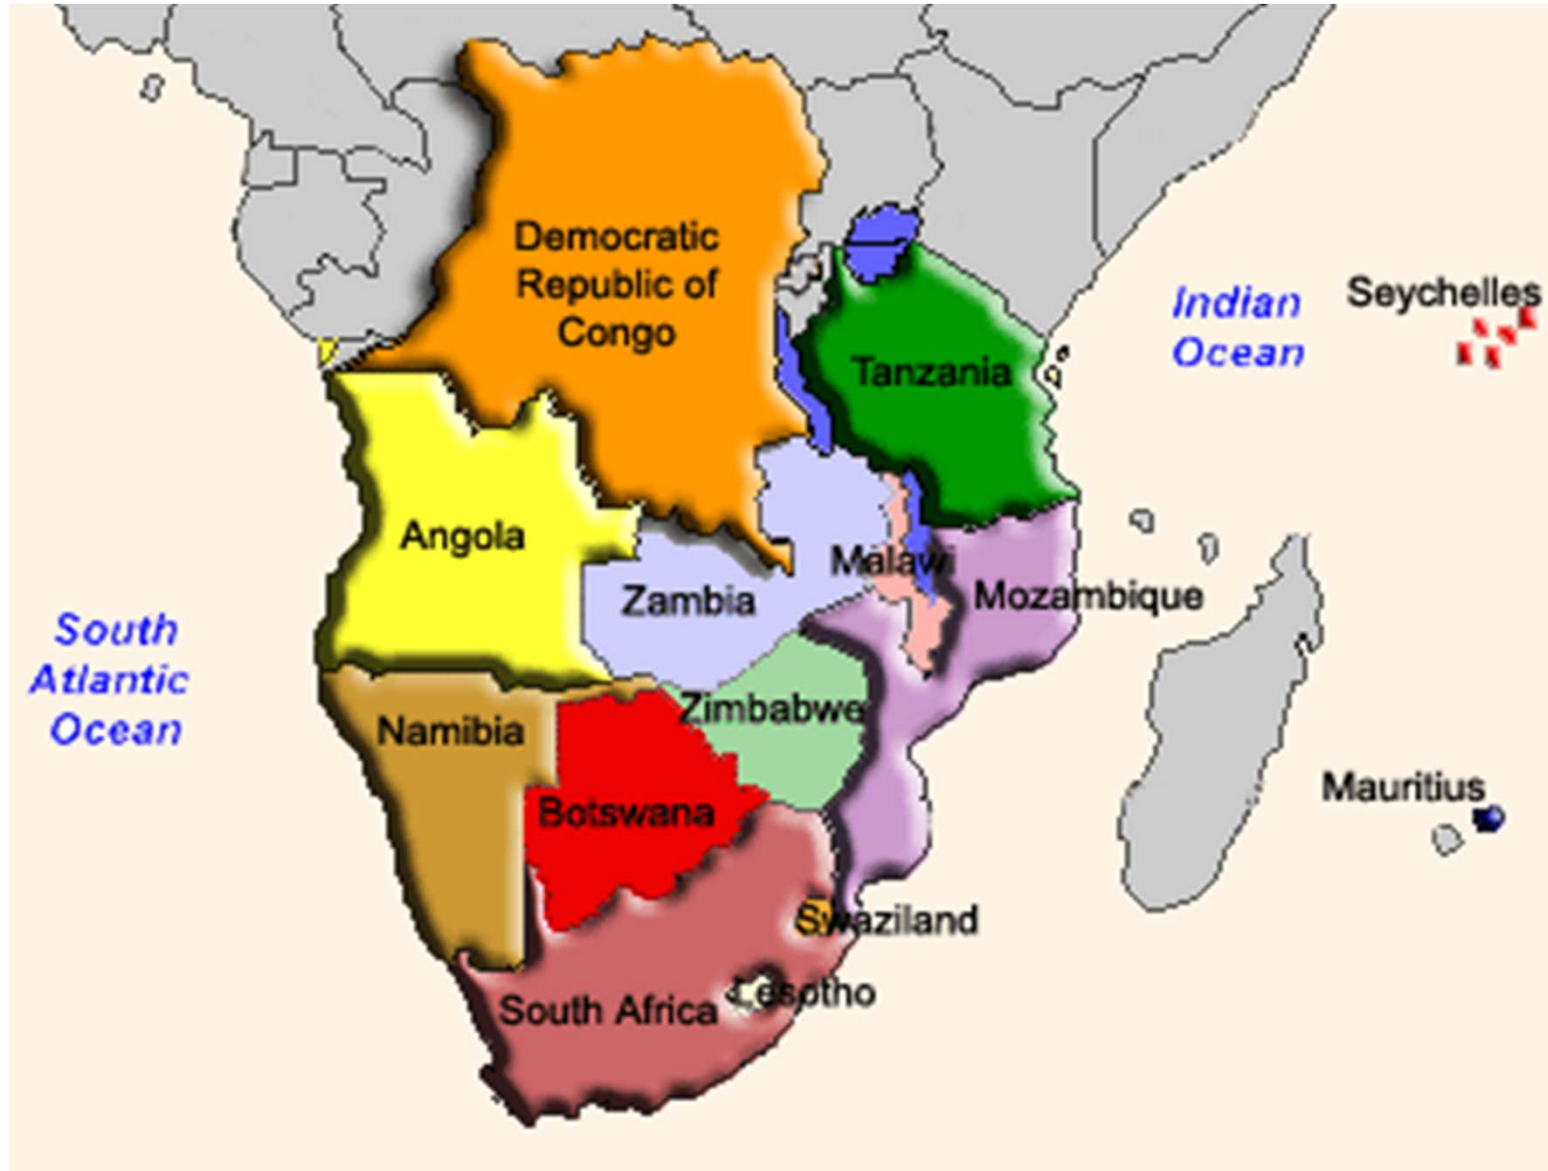 Democratic
Republic of
Congo
Indian
Ocean
Seychelles
Tanzania
Angola
Malawi
Zambia
Mozambique
South
Atlantic
Ocean
Namibia
Zimbabwe
Botswana
Mauritius
Swaziland
Lesotho
South Africa